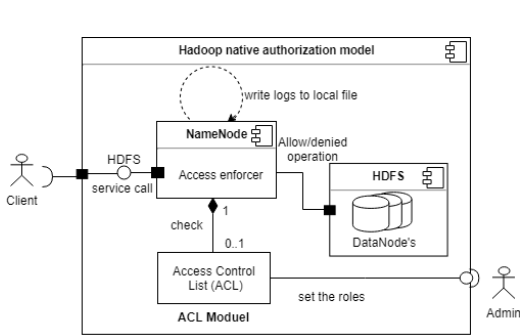 Hadoop native authorization model
write logs to local file
NameNode
Allow/denied
operation
HDFS
service call
Access enforcer
HDFS
Client
check
1
DataNode's
0..1
Access Control
List (ACL)
set the roles
Admin
ACL Moduel